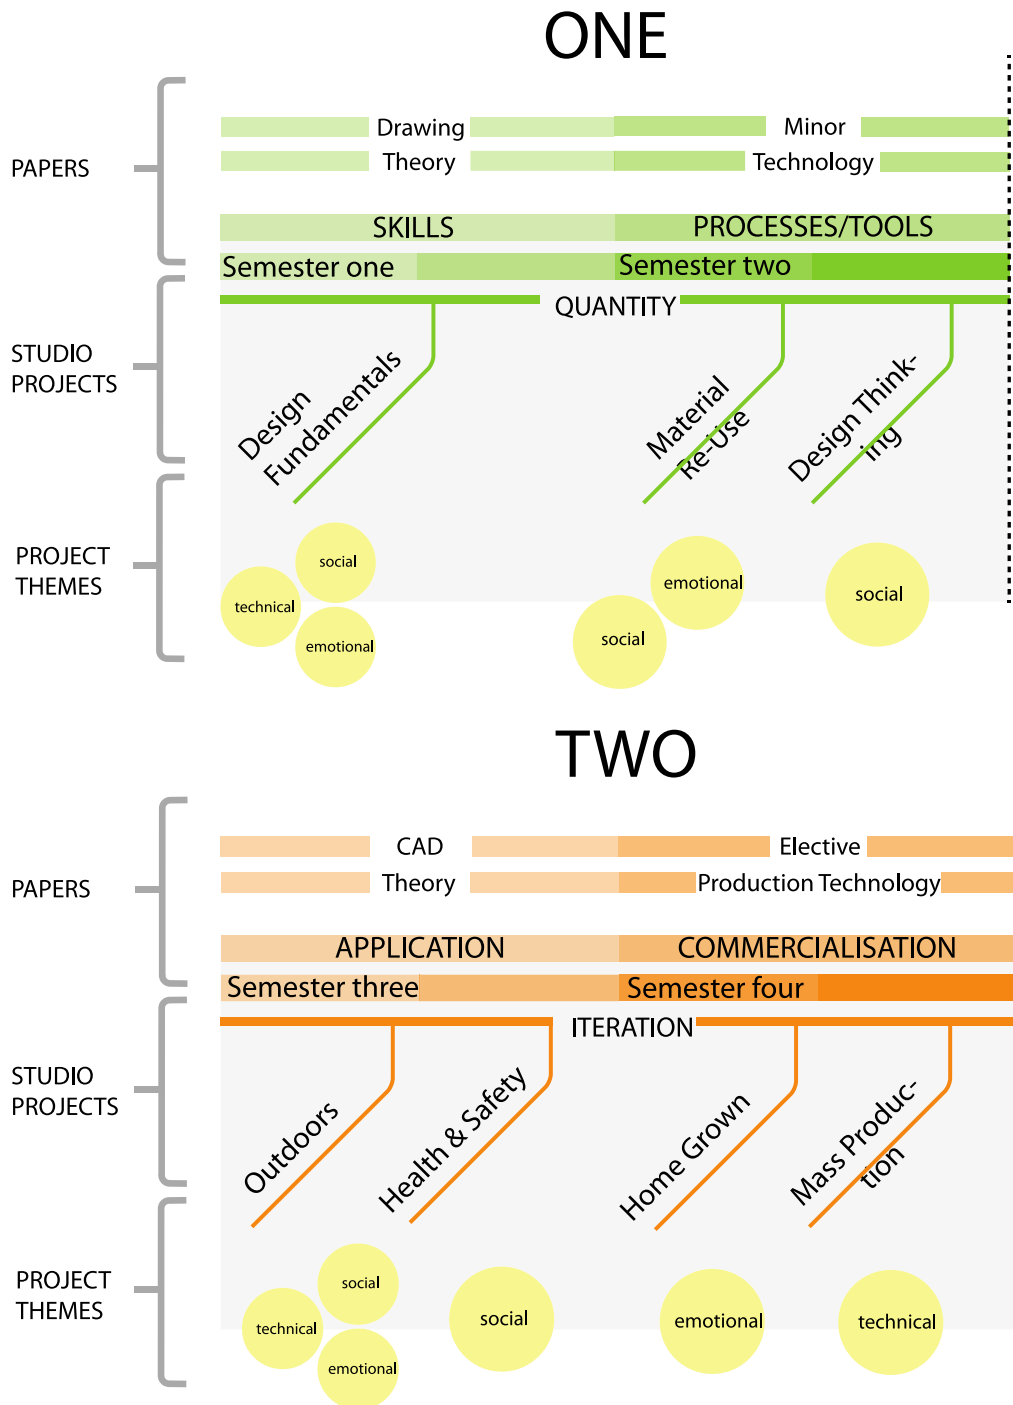 ONE
PAPERS
Drawing
Minor
Theory
Technology
SKILLS
PROCESSES/TOOLS
Semester one
Semester two
QUANTITY
STUDIO
PROJECTS
Design
Fundamentals
Material
Re-Use
Design Think-
ing
PROJECT
THEMES
technical
social
emotional
social
emotional
social
TWO
PAPERS
CAD
Elective
Theory
Production Technology
APPLICATION
COMMERCIALISATION
Semester three
Semester four
ITERATION
STUDIO
PROJECTS
Outdoors
Health & Safety
Home Grown
Mass Produc-
tion
PROJECT
THEMES
technical
social
emotional
social
emotional
technical